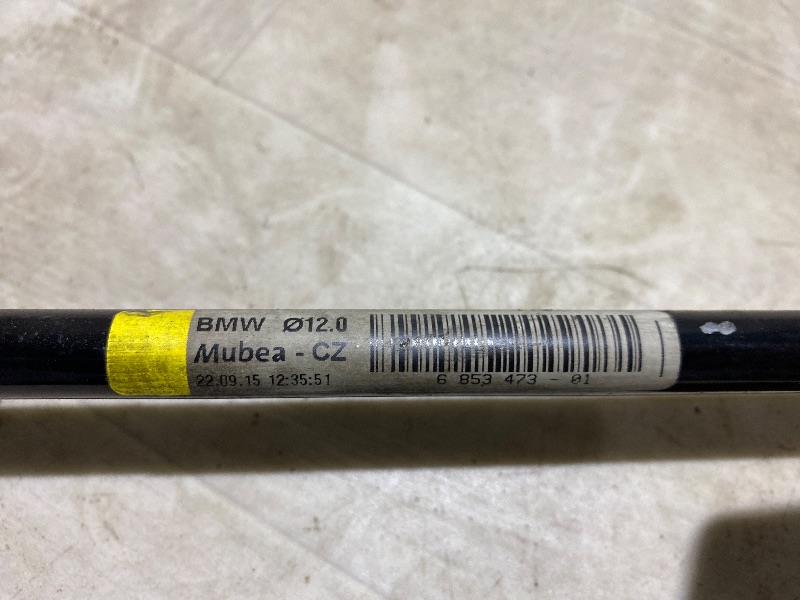 BMW Ø12.0
Mubea - CZ
22.09.15 12:35:51
6 853 473 - 01